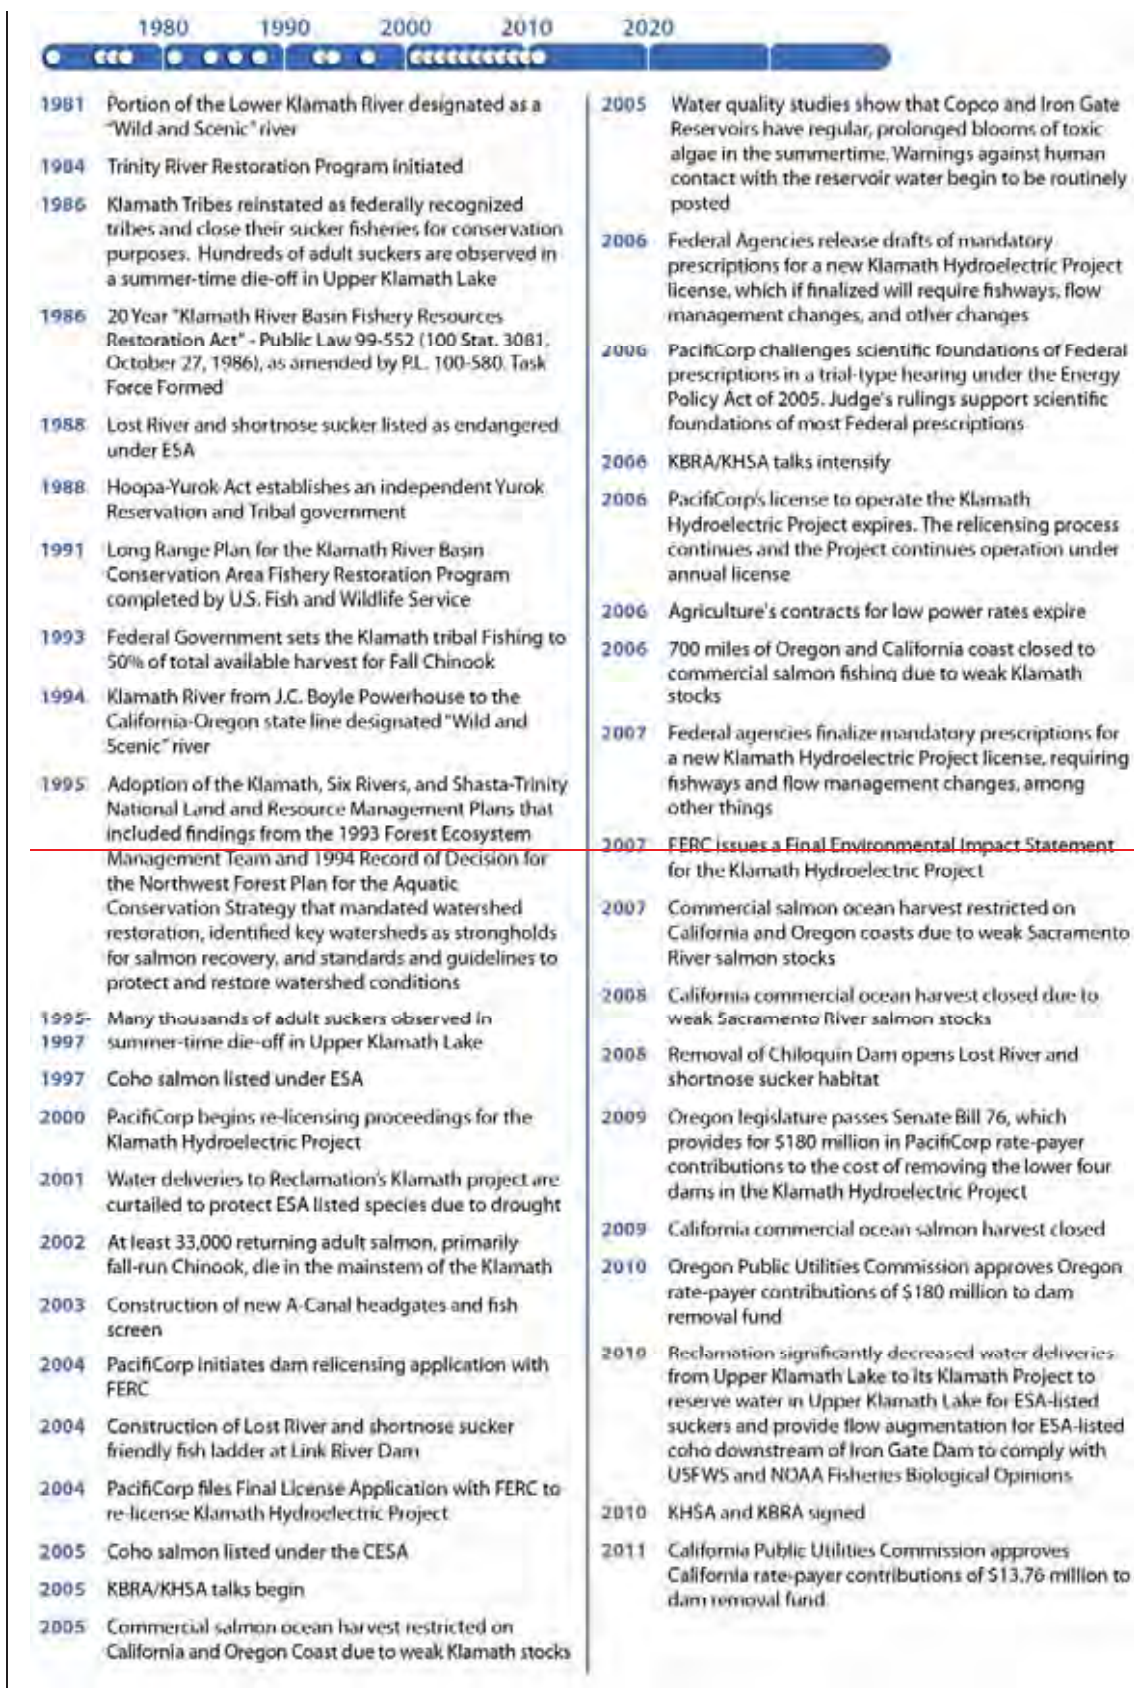 1980 1990 2000 2010 2020
1981 Portion of the Lower Klamath River designated as a
"Wild and Scenic" river
1984 Trinity River Restoration Program initiated
1986 Klamath Tribes reinstated as federally recognized
tribes and close their sucker fisheries for conservation
purposes. Hundreds of adult suckers are observed in
a summer-time die-off in Upper Klamath Lake
1986 20 Year "Klamath River Basin Fishery Resources
Restoration Act" - Public Law 99-552 (100 Stat. 3081,
October 27, 1986), as amended by P.L. 100-580. Task
Force Formed
1988 Lost River and shortnose sucker listed as endangered
under ESA
1988 Hoopa-Yurok Act establishes an independent Yurok
Reservation and Tribal government
1991 Long Range Plan for the Klamath River Basin
Conservation Area Fishery Restoration Program
completed by U.S. Fish and Wildlife Service
1993 Federal Government sets the Klamath tribal Fishing to
50% of total available harvest for Fall Chinook
1994 Klamath River from J.C. Boyle Powerhouse to the
California-Oregon state line designated "Wild and
Scenic" river
1995 Adoption of the Klamath, Six Rivers, and Shasta-Trinity
National Land and Resource Management Plans that
included findings from the 1993 Forest Ecosystem
Management Team and 1994 Record of Decision for
the Northwest Forest Plan for the Aquatic
Conservation Strategy that mandated watershed
restoration, identified key watersheds as strongholds
for salmon recovery, and standards and guidelines to
protect and restore watershed conditions
1995- Many thousands of adult suckers observed in
1997 summer-time die-off in Upper Klamath Lake
1997 Coho salmon listed under ESA
2000 PacifiCorp begins re-licensing proceedings for the
Klamath Hydroelectric Project
2001 Water deliveries to Reclamation's Klamath project are
curtailed to protect ESA listed species due to drought
2002 At least 33,000 returning adult salmon, primarily
fall-run Chinook, die in the mainstem of the Klamath
2003 Construction of new A-Canal headgates and fish
screen
2004 PacifiCorp initiates dam relicensing application with
FERC
2004 Construction of Lost River and shortnose sucker
friendly fish ladder at Link River Dam
2004 PacifiCorp files Final License Application with FERC to
re-license Klamath Hydroelectric Project
2005 Coho salmon listed under the CESA
2005 KBRA/KHSA talks begin
2005 Commercial salmon ocean harvest restricted on
California and Oregon Coast due to weak Klamath stocks
2005 Water quality studies show that Copco and Iron Gate
Reservoirs have regular, prolonged blooms of toxic
algae in the summertime. Warnings against human
contact with the reservoir water begin to be routinely
posted
2006 Federal Agencies release drafts of mandatory
prescriptions for a new Klamath Hydroelectric Project
license, which if finalized will require fishways, flow
management changes, and other changes
2006 PacifiCorp challenges scientific foundations of Federal
prescriptions in a trial-type hearing under the Energy
Policy Act of 2005. Judge's rulings support scientific
foundations of most Federal prescriptions
2006 KBRA/KHSA talks intensify
2006 PacifiCorp's license to operate the Klamath
Hydroelectric Project expires. The relicensing process
continues and the Project continues operation under
annual license
2006 Agriculture's contracts for low power rates expire
2006 700 miles of Oregon and California coast closed to
commercial salmon fishing due to weak Klamath
stocks
2007 Federal agencies finalize mandatory prescriptions for
a new Klamath Hydroelectric Project license, requiring
fishways and flow management changes, among
other things
2007 FERC issues a Final Environmental Impact Statement
for the Klamath Hydroelectric Project
2007 Commercial salmon ocean harvest restricted on
California and Oregon coasts due to weak Sacramento
River salmon stocks
2008 California commercial ocean harvest closed due to
weak Sacramento River salmon stocks
2008 Removal of Chiloquin Dam opens Lost River and
shortnose sucker habitat
2009 Oregon legislature passes Senate Bill 76, which
provides for $180 million in PacifiCorp rate-payer
contributions to the cost of removing the lower four
dams in the Klamath Hydroelectric Project
2009 California commercial ocean salmon harvest closed
2010 Oregon Public Utilities Commission approves Oregon
rate-payer contributions of $180 million to dam
removal fund
2010 Reclamation significantly decreased water deliveries
from Upper Klamath Lake to its Klamath Project to
reserve water in Upper Klamath Lake for ESA-listed
suckers and provide flow augmentation for ESA-listed
coho downstream of Iron Gate Dam to comply with
USFWS and NOAA Fisheries Biological Opinions
2010 KHSA and KBRA signed
2011 California Public Utilities Commission approves
California rate-payer contributions of $13.76 million to
dam removal fund